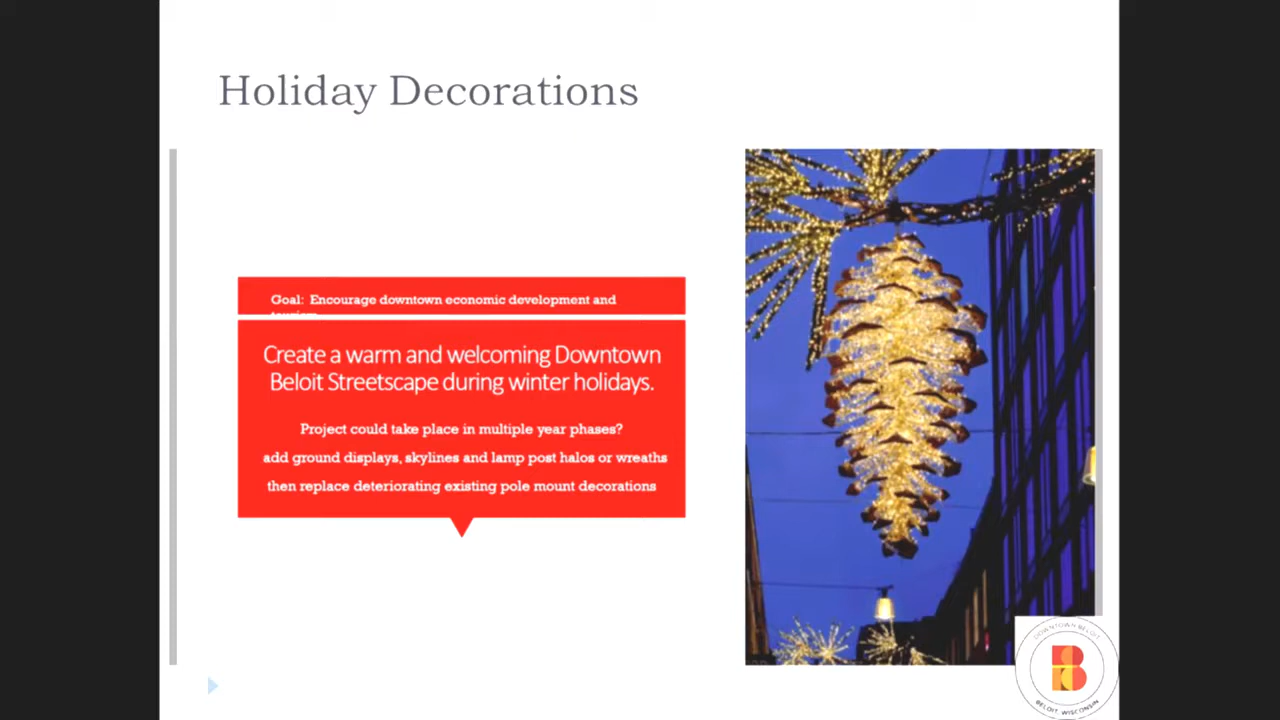 Holiday Decorations
Goal: Encourage downtown economic development and
tourism
Create a warm and welcoming Downtown
Beloit Streetscape during winter holidays.
Project could take place in multiple year phases?
add ground displays, skylines and lamp post halos or wreaths
then replace deteriorating existing pole mount decorations
DOWNTOWN BELOIT
BELOIT, WISCONSIN